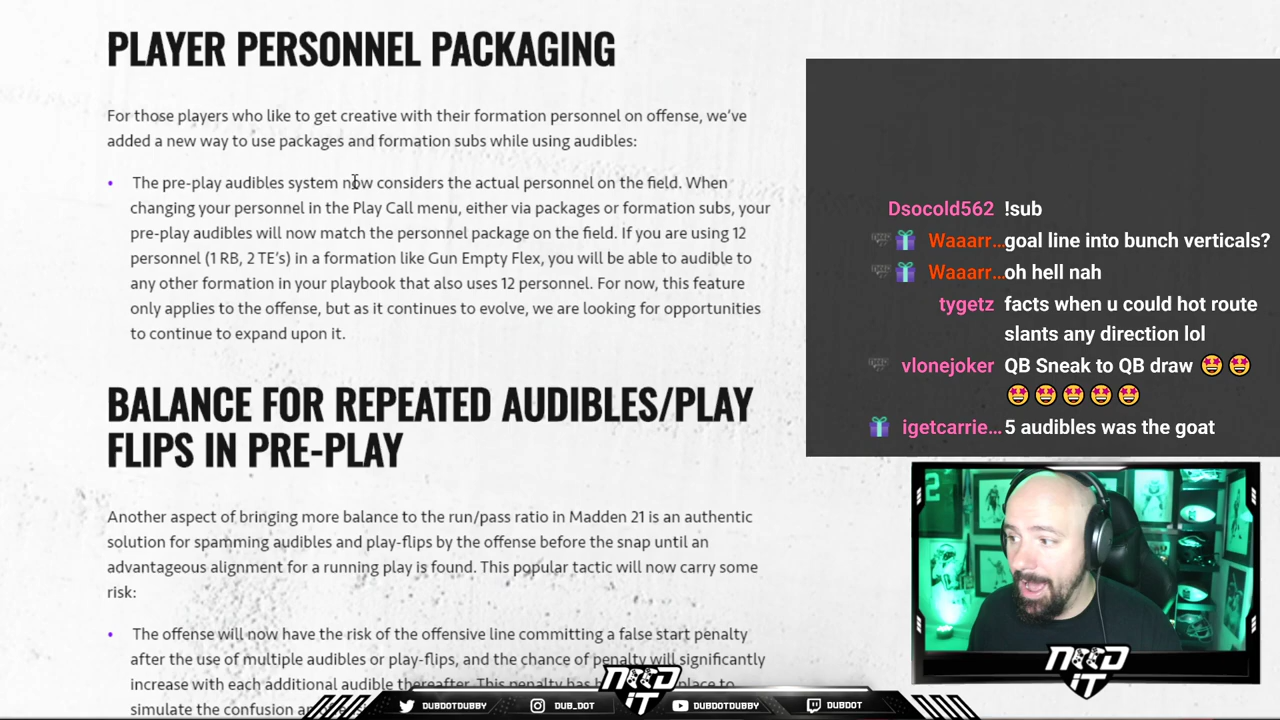 PLAYER PERSONNEL PACKAGING
For those players who like to get creative with their formation personnel on offense, we've
added a new way to use packages and formation subs while using audibles:
• The pre-play audibles system now considers the actual personnel on the field. When
changing your personnel in the Play Call menu, either via packages or formation subs, your
pre-play audibles will now match the personnel package on the field. If you are using 12
personnel (1 RB, 2 TE's) in a formation like Gun Empty Flex, you will be able to audible to
any other formation in your playbook that also uses 12 personnel. For now, this feature
only applies to the offense, but as it continues to evolve, we are looking for opportunities
to continue to expand upon it.
BALANCE FOR REPEATED AUDIBLES/PLAY
FLIPS IN PRE-PLAY
Another aspect of bringing more balance to the run/pass ratio in Madden 21 is an authentic
solution for spamming audibles and play-flips by the offense before the snap until an
advantageous alignment for a running play is found. This popular tactic will now carry some
risk:
• The offense will now have the risk of the offensive line committing a false start penalty
after the use of multiple audibles or play-flips, and the chance of penalty will significantly
increase with each additional audible thereafter. This penalty has place to
simulate the confusion
Dsocold562 !sub
Waaarr... goal line into bunch verticals?
Waaarr... oh hell nah
tygetz facts when u could hot route
slants any direction lol
vlonejoker QB Sneak to QB draw 🤩🤩
🤩🤩🤩🤩🤩
igetcarrie... 5 audibles was the goat
NEED
IT
NEED
IT
DUBDOTDUBBY DUB_DOT DUBDOTDUBBY DUBDOT